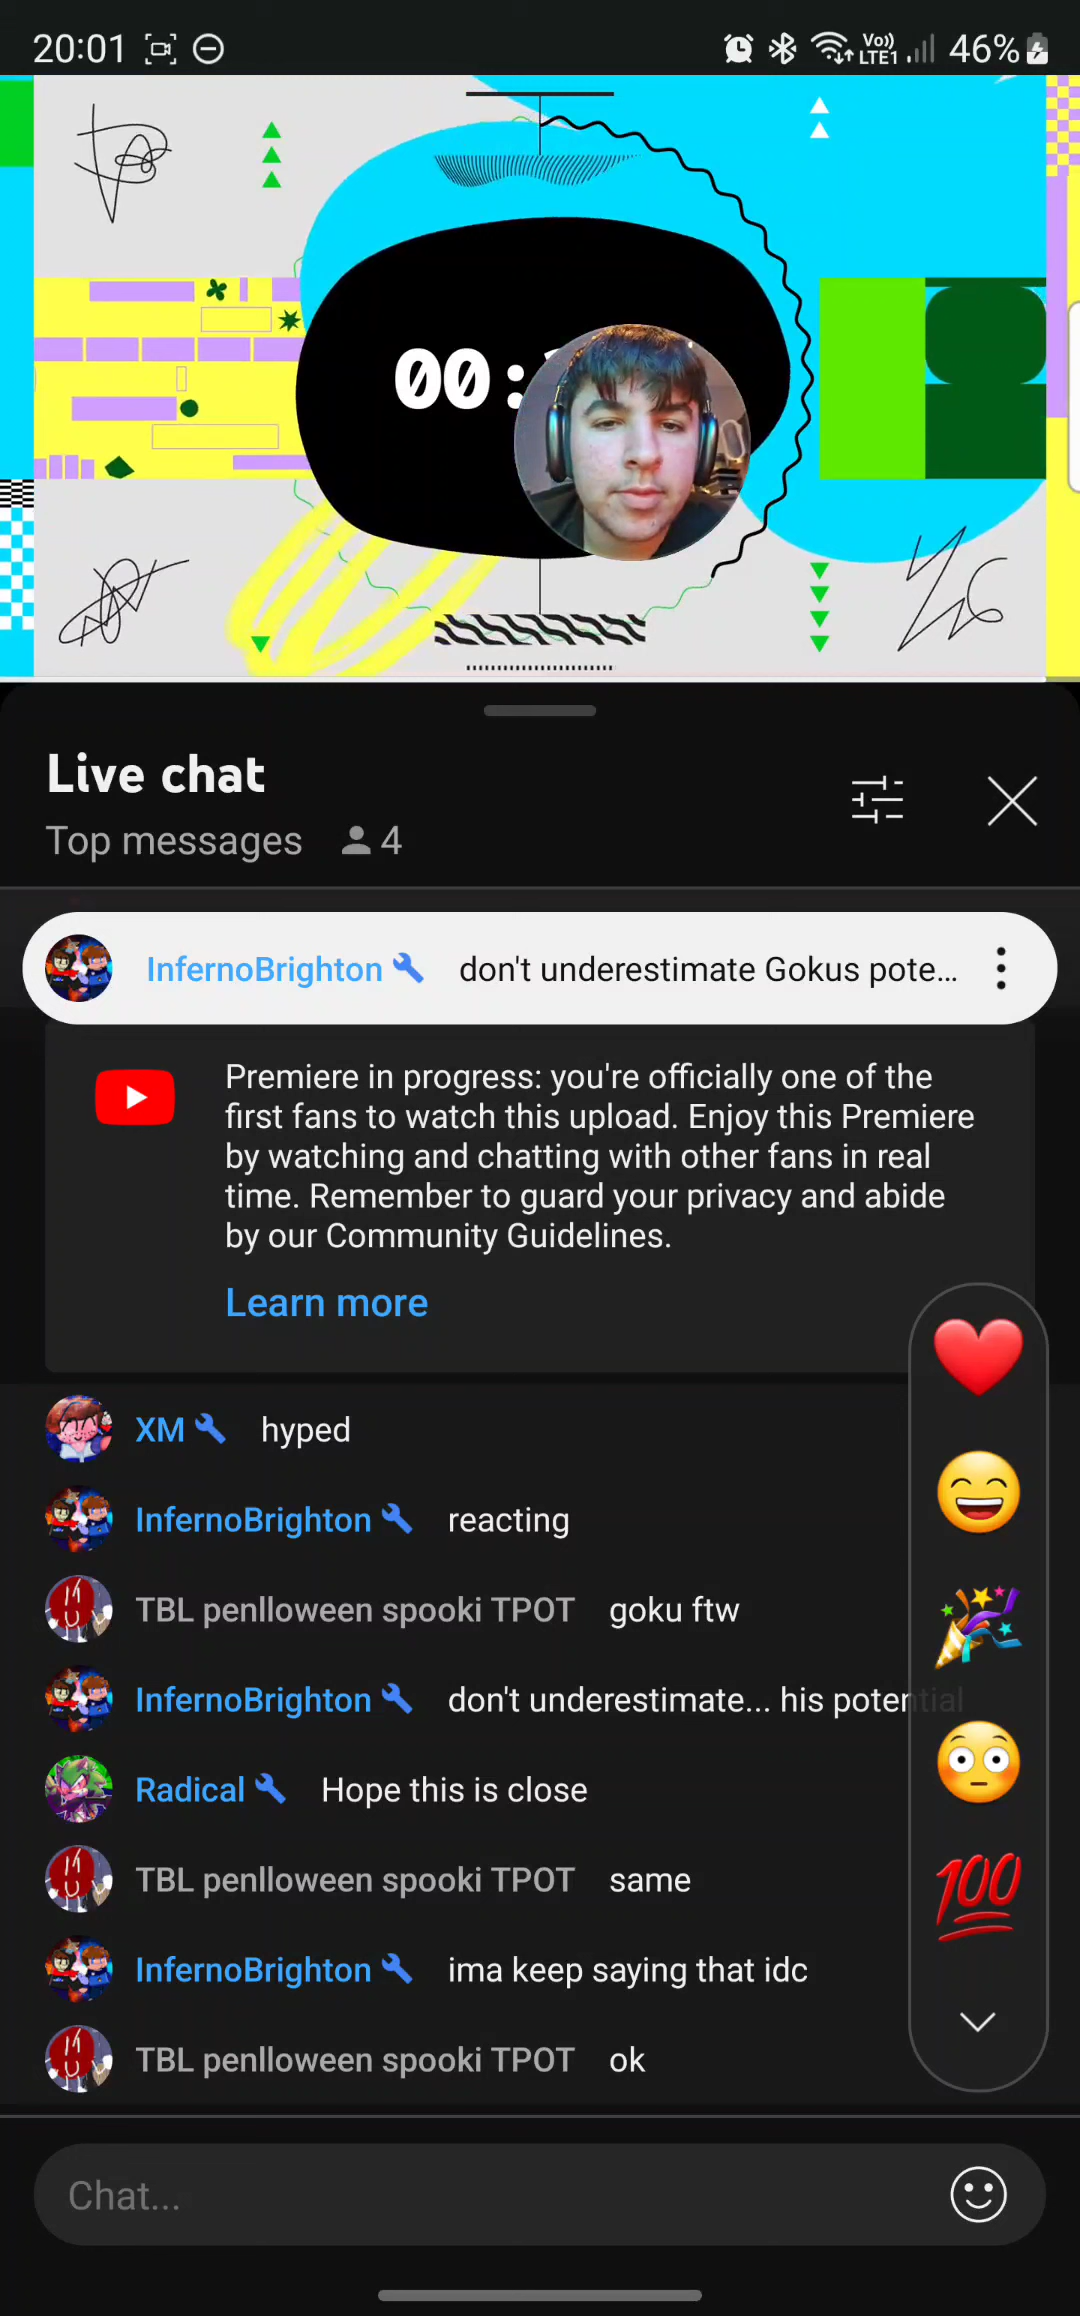 20:01
Vo)) LTE1 46%
00:
Live chat
Top messages 4
InfernoBrighton don't underestimate Gokus pote...
Premiere in progress: you're officially one of the
first fans to watch this upload. Enjoy this Premiere
by watching and chatting with other fans in real
time. Remember to guard your privacy and abide
by our Community Guidelines.
Learn more
XM hyped
InfernoBrighton reacting
TBL penlloween spooki TPOT goku ftw
InfernoBrighton don't underestimate... his potential
Radical Hope this is close
TBL penlloween spooki TPOT same
InfernoBrighton ima keep saying that idc
TBL penlloween spooki TPOT ok
100
Chat...